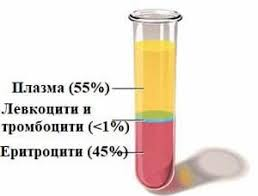 Плазма (55%)
Левкоцити и
тромбоцити (<1%)
Еритроцити (45%)